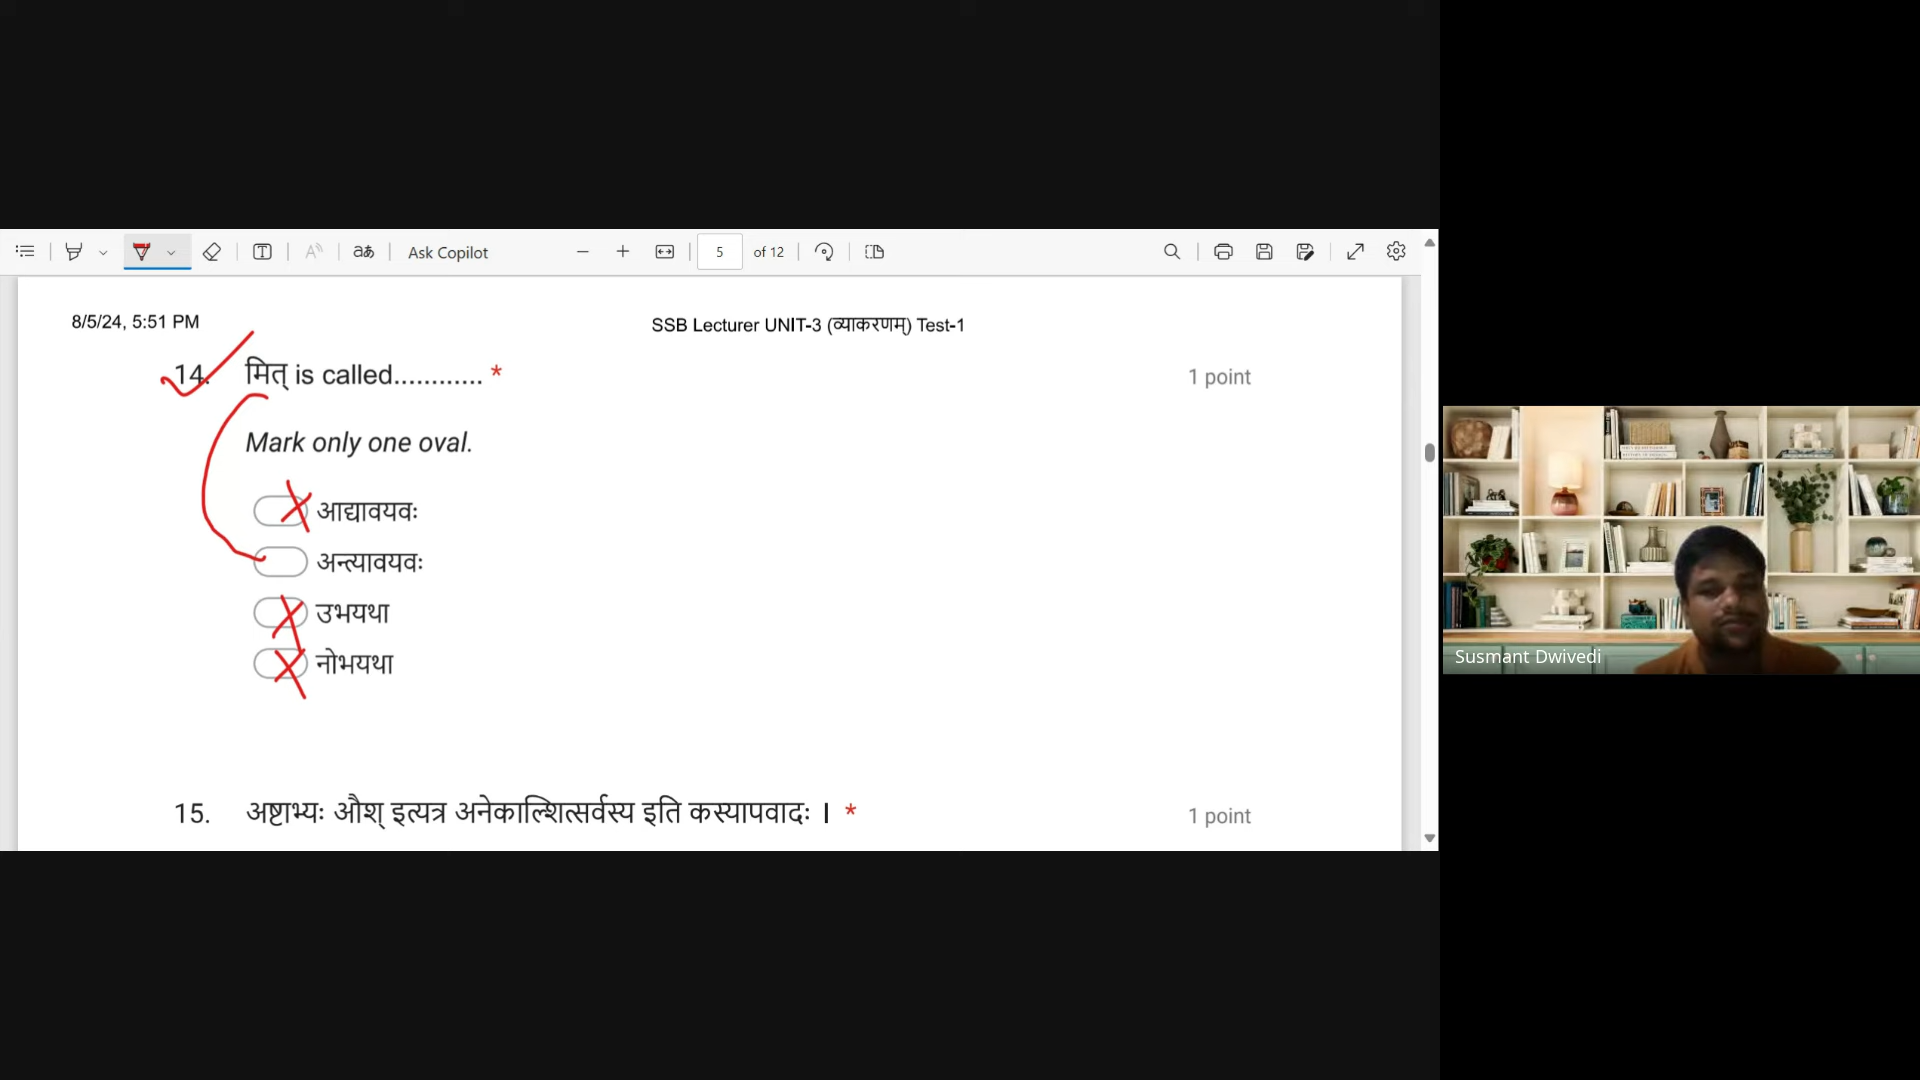 Ask Copilot
5 of 12
8/5/24, 5:51 PM
SSB Lecturer UNIT-3 (व्याकरणम्) Test-1
14. मित् is called............ *
1 point
Mark only one oval.
आद्यावयवः
अन्त्यावयवः
उभयथा
नोभयथा
15. अष्टाभ्यः औश् इत्यत्र अनेकाल्शित्सर्वस्य इति कस्यापवादः । *
1 point
Susmant Dwivedi